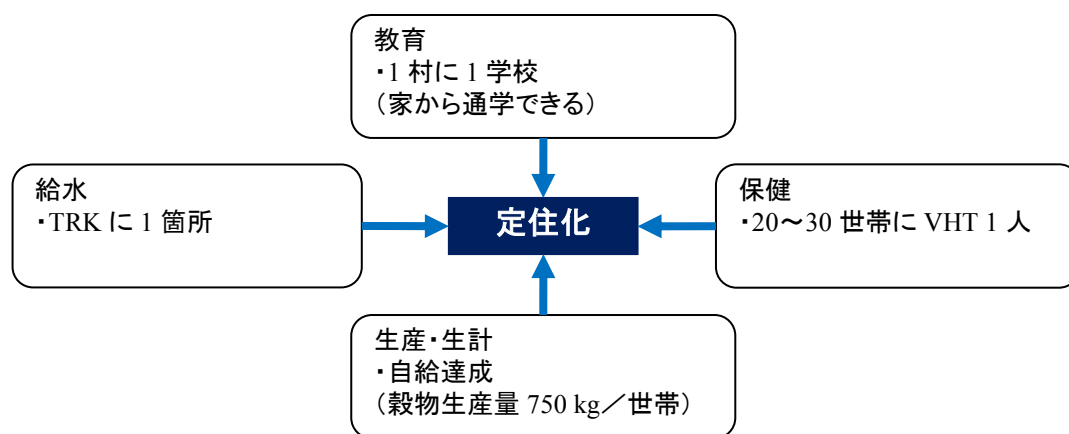 教育
・1 村に 1 学校
（家から通学できる）
給水
・TRK に 1 箇所
定住化
保健
・20～30 世帯に VHT 1 人
生産・生計
・自給達成
（穀物生産量 750 kg／世帯）